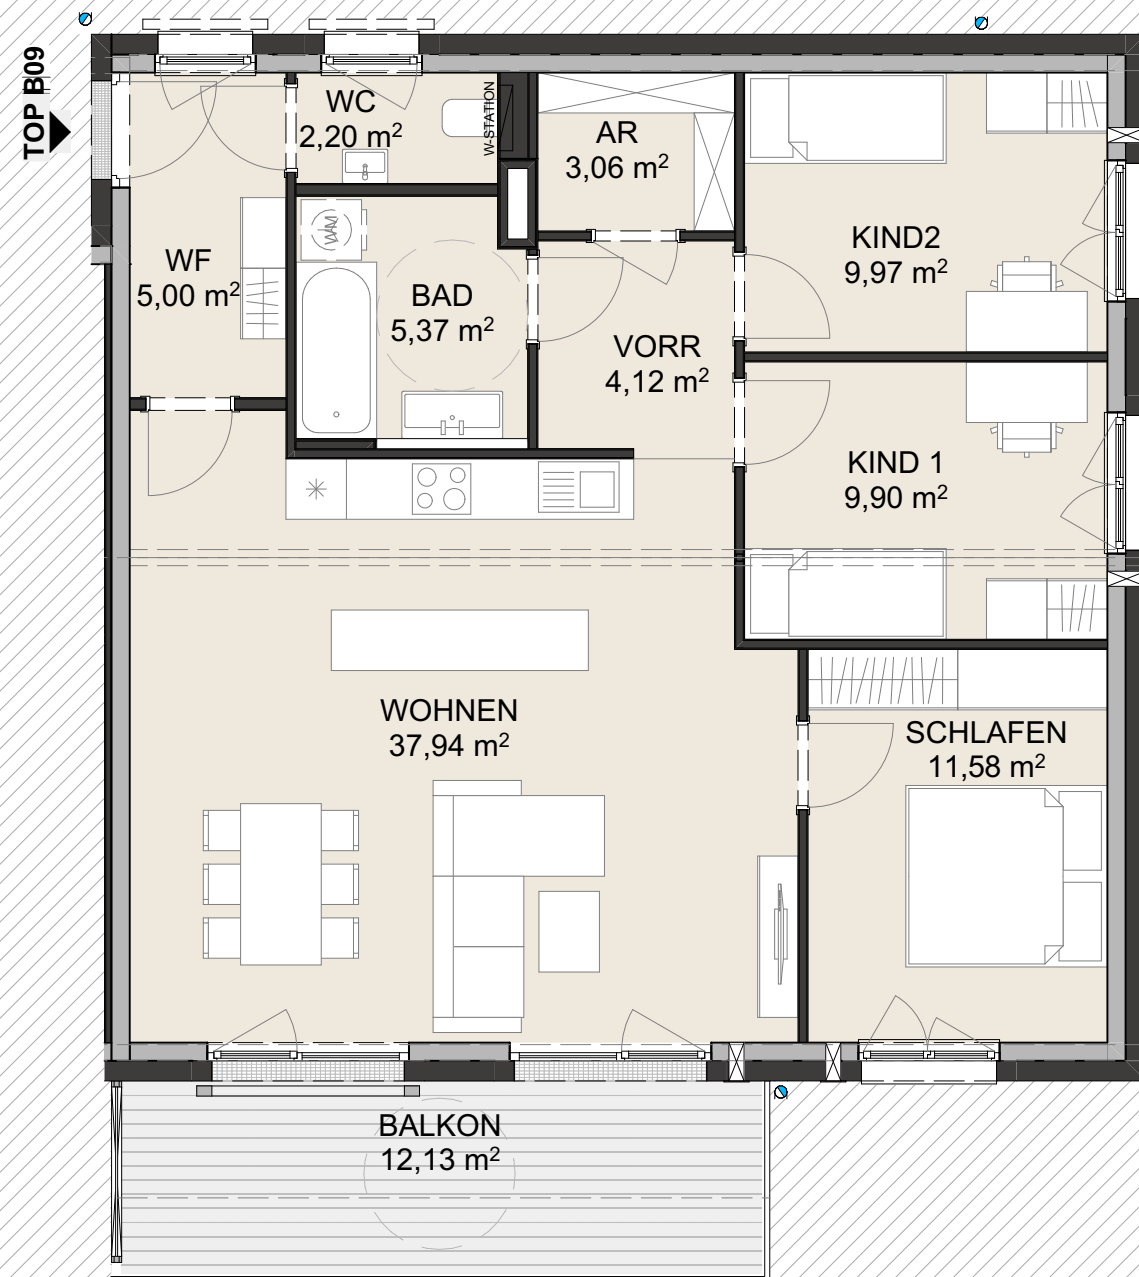 TOP B09
WC
2,20 m²
W-STATION
AR
3,06 m²
KIND2
9,97 m²
WF
5,00 m²
WM
BAD
5,37 m²
VORR
4,12 m²
KIND 1
9,90 m²
WOHNEN
37,94 m²
SCHLAFEN
11,58 m²
BALKON
12,13 m²